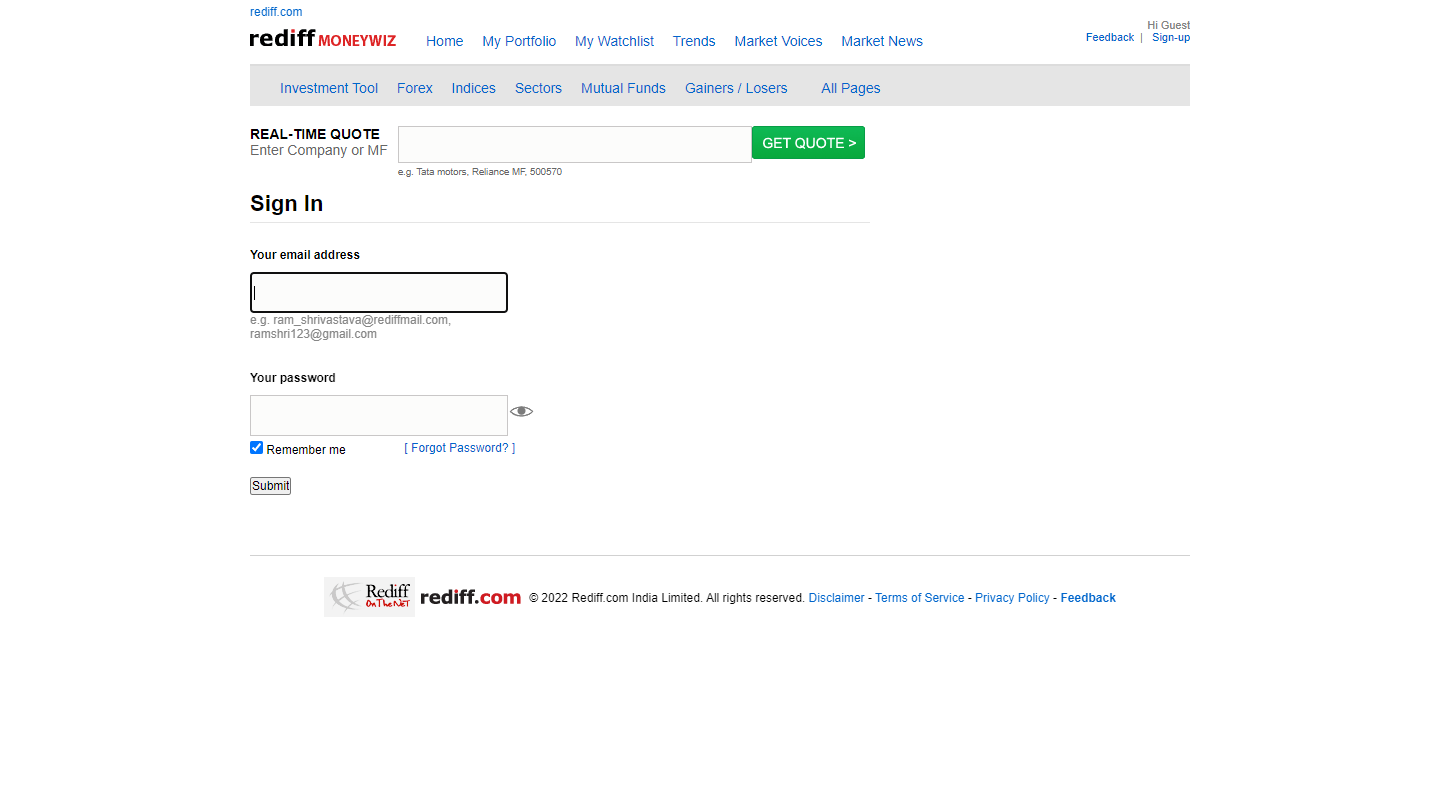 rediff.com
rediff MONEYWIZ Home My Portfolio My Watchlist Trends Market Voices Market News
Hi Guest
Feedback | Sign-up
Investment Tool Forex Indices Sectors Mutual Funds Gainers / Losers All Pages
REAL-TIME QUOTE
Enter Company or MF
GET QUOTE >
e.g. Tata motors, Reliance MF, 500570
Sign In
Your email address
e.g. ram_shrivastava@rediffmail.com,
ramshri123@gmail.com
Your password
Remember me [ Forgot Password? ]
Submit
Rediff
On The NeT
rediff.com © 2022 Rediff.com India Limited. All rights reserved. Disclaimer - Terms of Service - Privacy Policy - Feedback